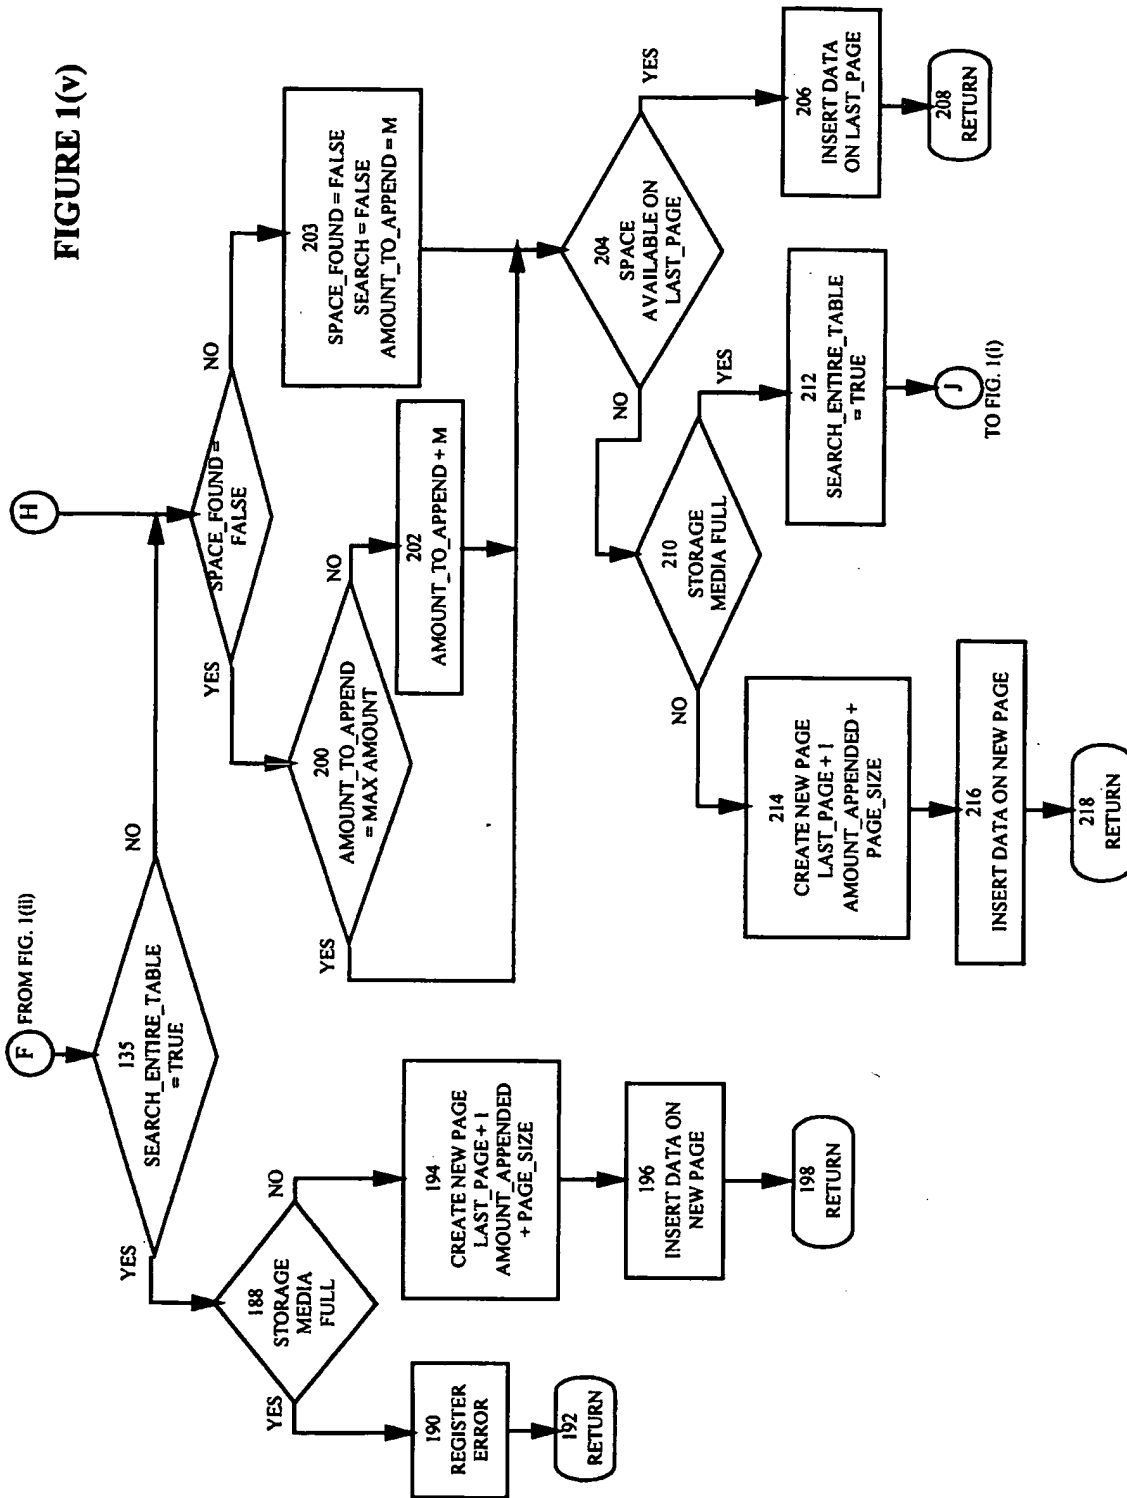 FIGURE 1(v)
F
FROM FIG. 1(ii)
135
SEARCH_ENTIRE_TABLE
= TRUE
YES
NO
H
188
STORAGE
MEDIA
FULL
YES
NO
190
REGISTER
ERROR
192
RETURN
194
CREATE NEW PAGE
LAST_PAGE + 1
AMOUNT_APPENDED
+ PAGE_SIZE
196
INSERT DATA ON
NEW PAGE
198
RETURN
SPACE_FOUND =
FALSE
YES
NO
200
AMOUNT_TO_APPEND
= MAX AMOUNT
YES
NO
202
AMOUNT_TO_APPEND + M
203
SPACE_FOUND = FALSE
SEARCH = FALSE
AMOUNT_TO_APPEND = M
204
SPACE
AVAILABLE ON
LAST_PAGE
NO
YES
206
INSERT DATA
ON LAST_PAGE
208
RETURN
210
STORAGE
MEDIA FULL
NO
YES
212
SEARCH_ENTIRE_TABLE
= TRUE
J
TO FIG. 1(i)
214
CREATE NEW PAGE
LAST_PAGE + 1
AMOUNT_APPENDED +
PAGE_SIZE
216
INSERT DATA ON NEW PAGE
218
RETURN